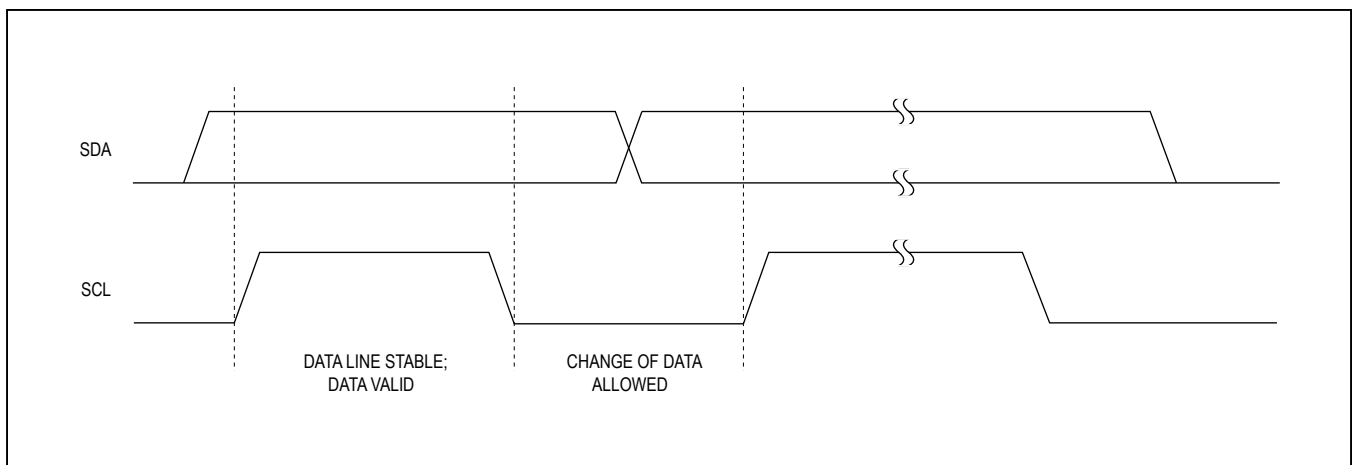 SDA
SCL
DATA LINE STABLE;
DATA VALID
CHANGE OF DATA
ALLOWED